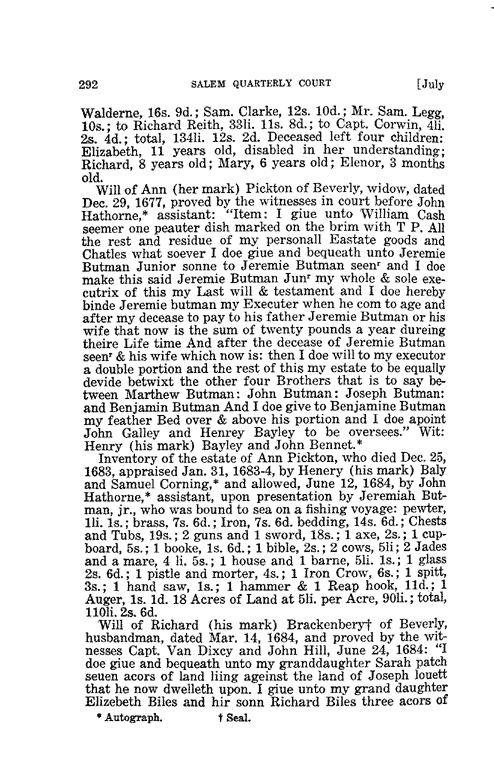 292 SALEM QUARTERLY COURT [July
Walderne, 16s. 9d.; Sam. Clarke, 12s. 10d.; Mr. Sam. Legg,
10s.; to Richard Reith, 33li. 11s. 8d.; to Capt. Corwin, 4li.
2s. 4d.; total, 134li. 12s. 2d. Deceased left four children:
Elizabeth, 11 years old, disabled in her understanding;
Richard, 8 years old; Mary, 6 years old; Elenor, 3 months
old.
Will of Ann (her mark) Pickton of Beverly, widow, dated
Dec. 29, 1677, proved by the witnesses in court before John
Hathorne,* assistant: "Item: I giue unto William Cash
seemer one peauter dish marked on the brim with T P. All
the rest and residue of my personall Eastate goods and
Chatles what soever I doe giue and bequeath unto Jeremie
Butman Junior sonne to Jeremie Butman seenʳ and I doe
make this said Jeremie Butman Junʳ my whole & sole exe-
cutrix of this my Last will & testament and I doe hereby
binde Jeremie butman my Executer when he com to age and
after my decease to pay to his father Jeremie Butman or his
wife that now is the sum of twenty pounds a year dureing
theire Life time And after the decease of Jeremie Butman
seenʳ & his wife which now is: then I doe will to my executor
a double portion and the rest of this my estate to be equally
devide betwixt the other four Brothers that is to say be-
tween Marthew Butman: John Butman: Joseph Butman:
and Benjamin Butman And I doe give to Benjamine Butman
my feather Bed over & above his portion and I doe apoint
John Galley and Henrey Bayley to be oversees." Wit:
Henry (his mark) Bayley and John Bennet.*
Inventory of the estate of Ann Pickton, who died Dec. 25,
1683, appraised Jan. 31, 1683-4, by Henery (his mark) Baly
and Samuel Corning,* and allowed, June 12, 1684, by John
Hathorne,* assistant, upon presentation by Jeremiah But-
man, jr., who was bound to sea on a fishing voyage: pewter,
1li. 1s.; brass, 7s. 6d.; Iron, 7s. 6d. bedding, 14s. 6d.; Chests
and Tubs, 19s.; 2 guns and 1 sword, 18s.; 1 axe, 2s.; 1 cup-
board, 5s.; 1 booke, 1s. 6d.; 1 bible, 2s.; 2 cows, 5li; 2 Jades
and a mare, 4 li. 5s.; 1 house and 1 barne, 5li. 1s.; 1 glass
2s. 6d.; 1 pistle and morter, 4s.; 1 Iron Crow, 6s.; 1 spitt,
3s.; 1 hand saw, 1s.; 1 hammer & 1 Reap hook, 11d.; 1
Auger, 1s. 1d. 18 Acres of Land at 5li. per Acre, 90li.; total,
110li. 2s. 6d.
Will of Richard (his mark) Brackenbery† of Beverly,
husbandman, dated Mar. 14, 1684, and proved by the wit-
nesses Capt. Van Dixcy and John Hill, June 24, 1684: "I
doe giue and bequeath unto my granddaughter Sarah patch
seuen acors of land liing ageinst the land of Joseph louett
that he now dwelleth upon. I giue unto my grand daughter
Elizebeth Biles and hir sonn Richard Biles three acors of
* Autograph. † Seal.